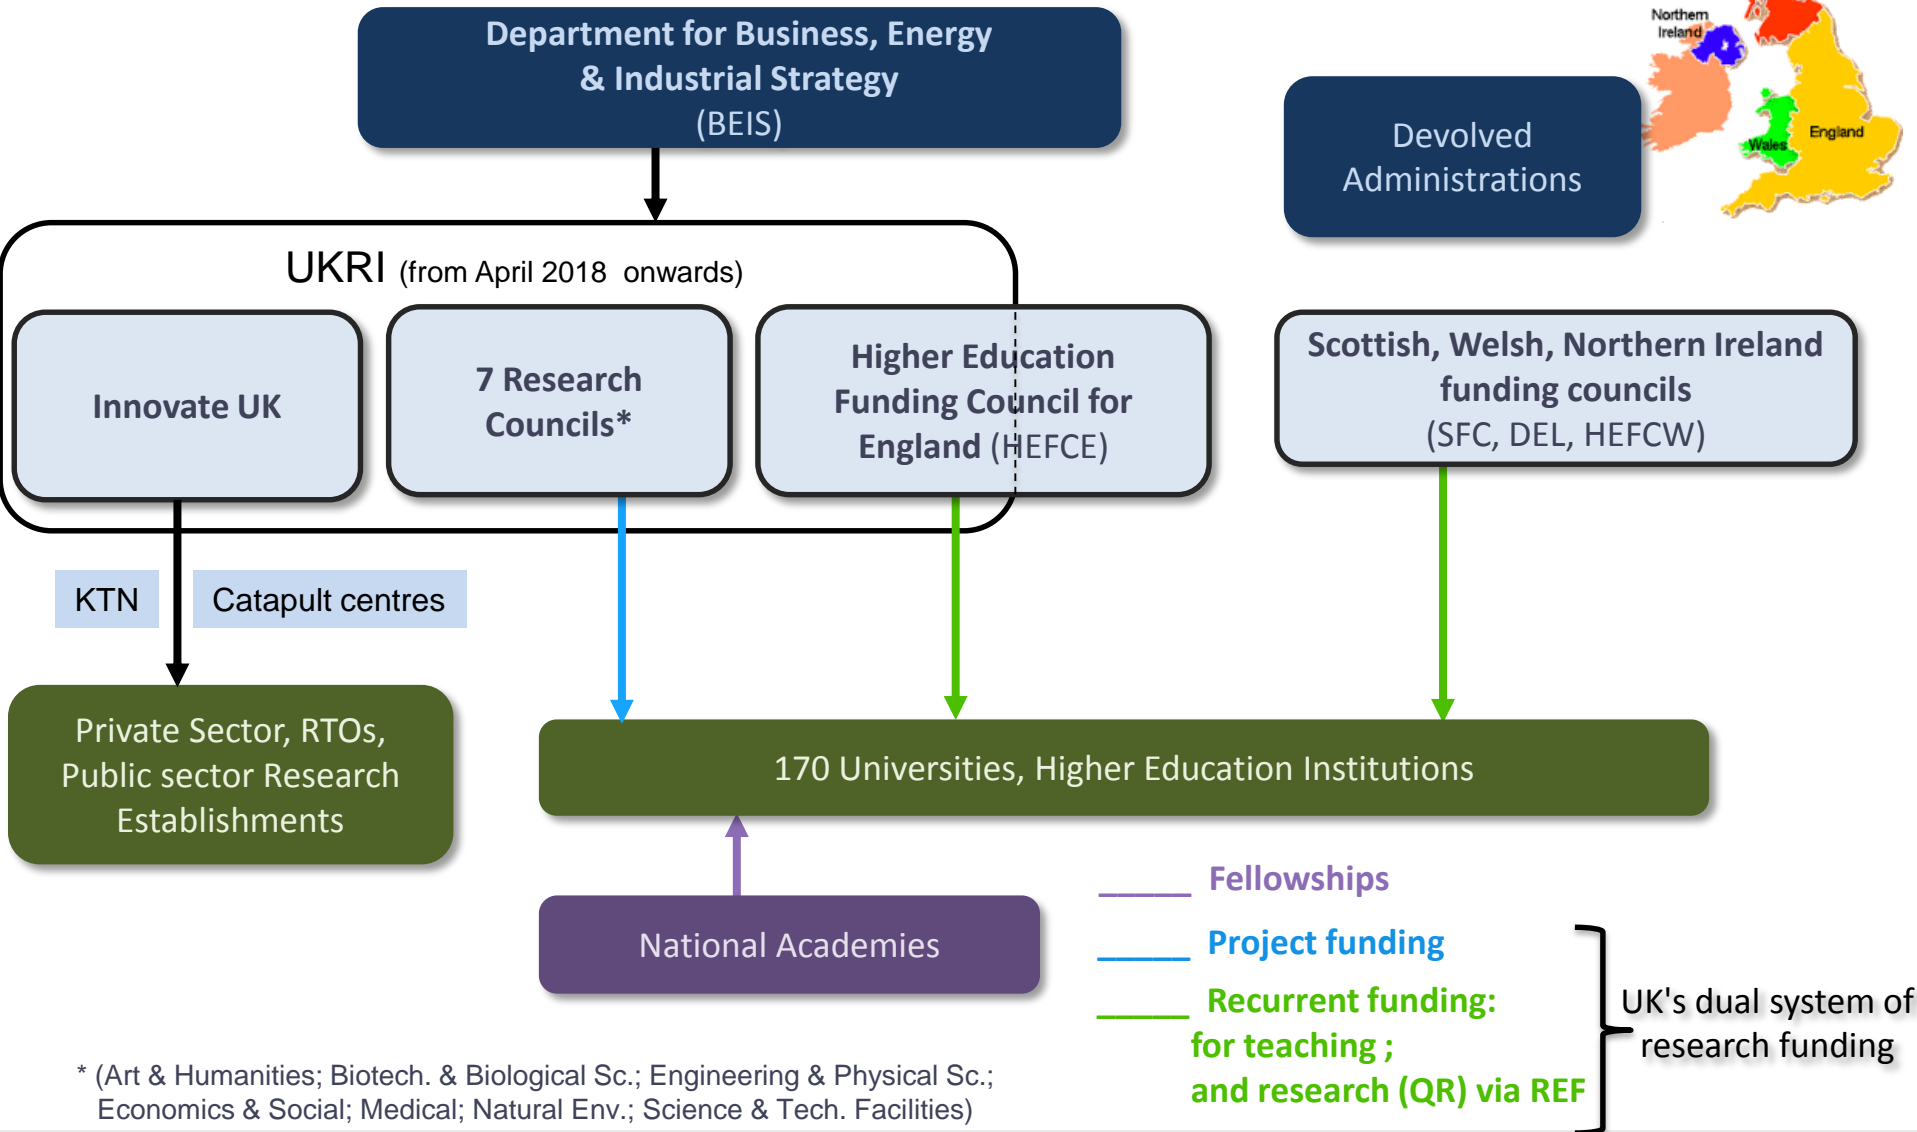 Department for Business, Energy
& Industrial Strategy
(BEIS)
Northern
Ireland
England
Wales
Devolved
Administrations
UKRI (from April 2018 onwards)
Innovate UK
7 Research
Councils*
Higher Education
Funding Council for
England (HEFCE)
Scottish, Welsh, Northern Ireland
funding councils
(SFC, DEL, HEFCW)
KTN
Catapult centres
Private Sector, RTOs,
Public sector Research
Establishments
170 Universities, Higher Education Institutions
National Academies
_____ Fellowships
_____ Project funding
_____ Recurrent funding:
for teaching ;
and research (QR) via REF
UK's dual system of
research funding
* (Art & Humanities; Biotech. & Biological Sc.; Engineering & Physical Sc.;
Economics & Social; Medical; Natural Env.; Science & Tech. Facilities)